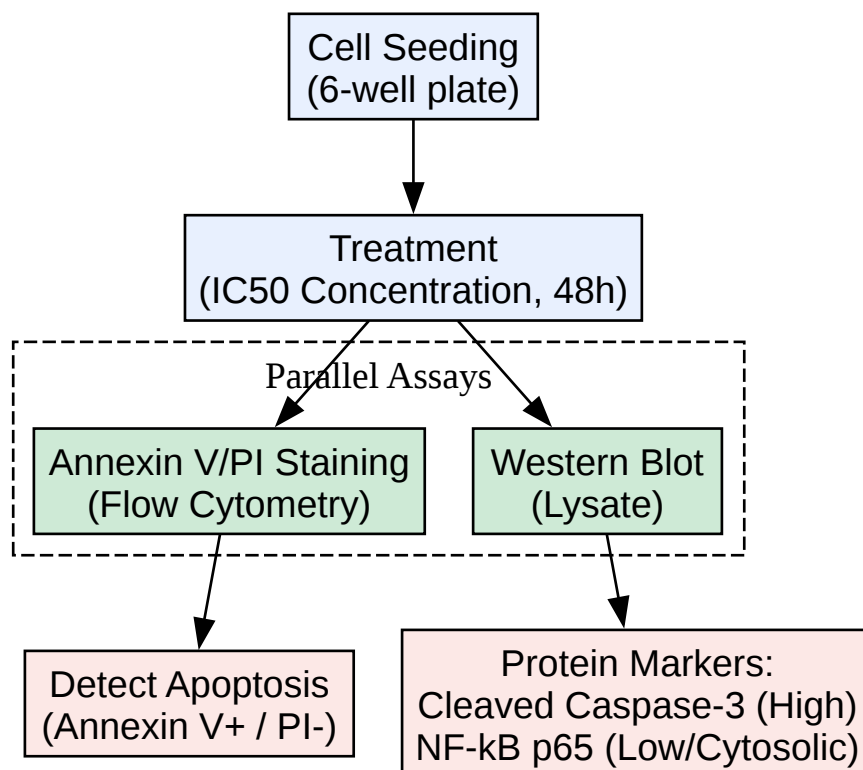 Cell Seeding
(6-well plate)
Treatment
(IC50 Concentration, 48h)
Parallel Assays
Annexin V/PI Staining
(Flow Cytometry)
Western Blot
(Lysate)
Detect Apoptosis
(Annexin V+ / PI-)
Protein Markers:
Cleaved Caspase-3 (High)
NF-kB p65 (Low/Cytosolic)